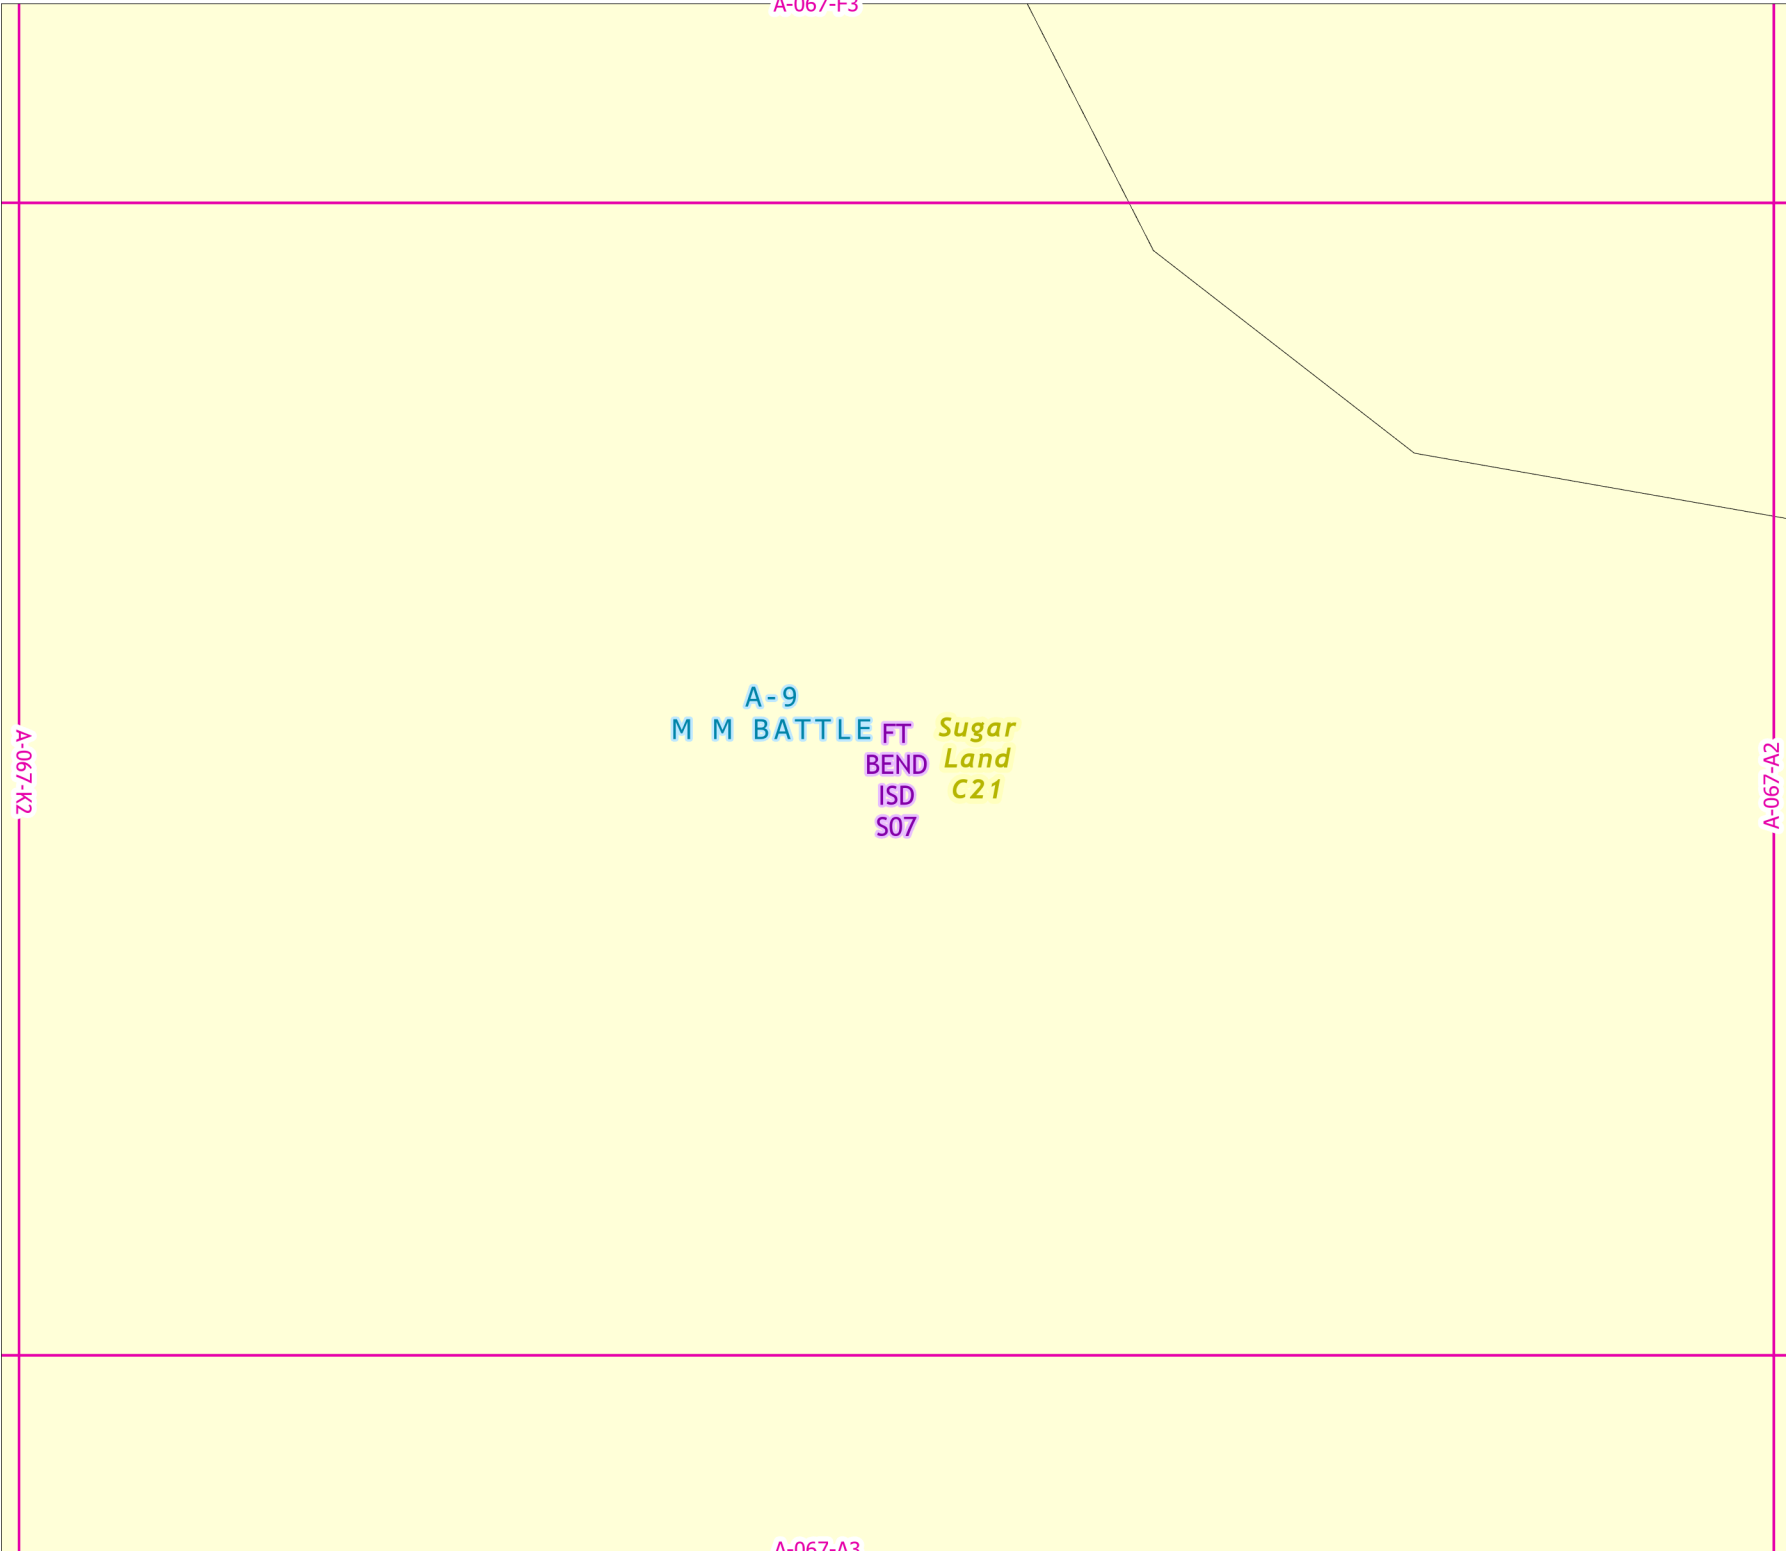 A-067-F3
A-9
M M BATTLE
FT
BEND
ISD
S07
Sugar
Land
C21
A-067-K2
A-067-A2
A-067-A3